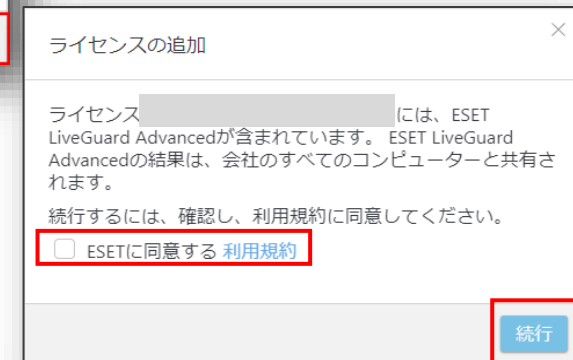 ライセンスの追加
ライセンス には、ESET
LiveGuard Advancedが含まれています。 ESET LiveGuard
Advancedの結果は、会社のすべてのコンピューターと共有さ
れます。
続行するには、確認し、利用規約に同意してください。
ESETに同意する 利用規約
続行